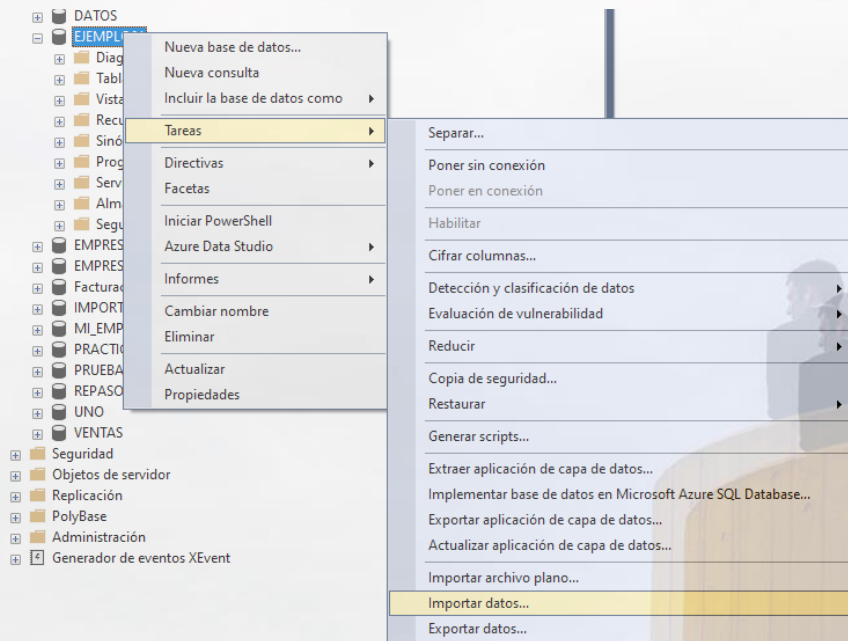 DATOS
EJEMPL
Diag
Tabl
Vista
Recu
Sinó
Prog
Serv
Alma
Segu
EMPRES
EMPRES
Facturac
IMPORT
MI_EMP
PRACTIC
PRUEBA
REPASO
UNO
VENTAS
Seguridad
Objetos de servidor
Replicación
PolyBase
Administración
Generador de eventos XEvent
Nueva base de datos...
Nueva consulta
Incluir la base de datos como
Tareas
Directivas
Facetas
Iniciar PowerShell
Azure Data Studio
Informes
Cambiar nombre
Eliminar
Actualizar
Propiedades
Separar...
Poner sin conexión
Poner en conexión
Habilitar
Cifrar columnas...
Detección y clasificación de datos
Evaluación de vulnerabilidad
Reducir
Copia de seguridad...
Restaurar
Generar scripts...
Extraer aplicación de capa de datos...
Implementar base de datos en Microsoft Azure SQL Database...
Exportar aplicación de capa de datos...
Actualizar aplicación de capa de datos...
Importar archivo plano...
Importar datos...
Exportar datos...